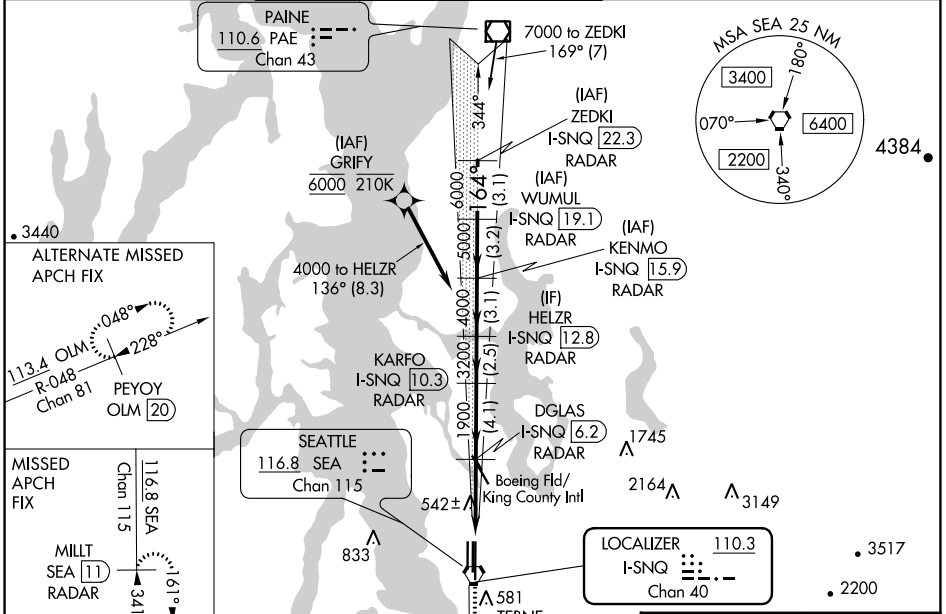 PAINE
110.6 PAE
Chan 43
7000 to ZEDKI
169° (7)
344°
(IAF)
ZEDKI
I-SNQ 22.3
RADAR
MSA SEA 25 NM
3400
180°
070°
6400
2200
340°
4384
(IAF)
GRIFY
6000 210K
6000
164°
(3.1)
(IAF)
WUMUL
I-SNQ 19.1
RADAR
5000
(3.2)
(IAF)
KENMO
I-SNQ 15.9
RADAR
4000 to HELZR
136° (8.3)
4000
(3.1)
(IF)
HELZR
I-SNQ 12.8
RADAR
3440
ALTERNATE MISSED
APCH FIX
048°
228°
113.4 OLM
R-048
Chan 81
PEYOY
OLM 20
KARFO
I-SNQ 10.3
RADAR
3200
(2.5)
1900
(4.1)
DGLAS
I-SNQ 6.2
RADAR
1745
SEATTLE
116.8 SEA
Chan 115
Boeing Fld/
King County Intl
2164
3149
542±
833
MISSED
APCH
FIX
116.8 SEA
Chan 115
MILLT
SEA 11
RADAR
161°
341
LOCALIZER 110.3
I-SNQ
Chan 40
3517
2200
581